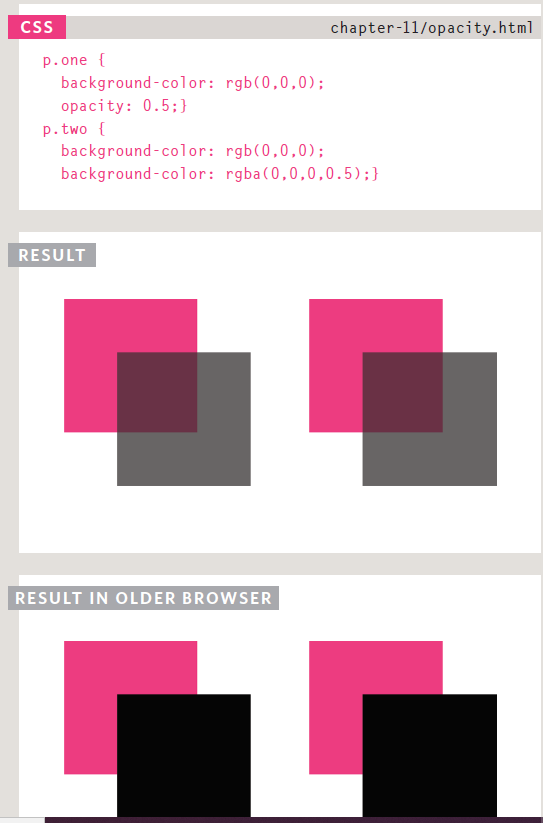 CSS chapter-11/opacity.html
p.one {
background-color: rgb(0,0,0);
opacity: 0.5;}
p.two {
background-color: rgb(0,0,0);
background-color: rgba(0,0,0,0.5);}
RESULT
RESULT IN OLDER BROWSER